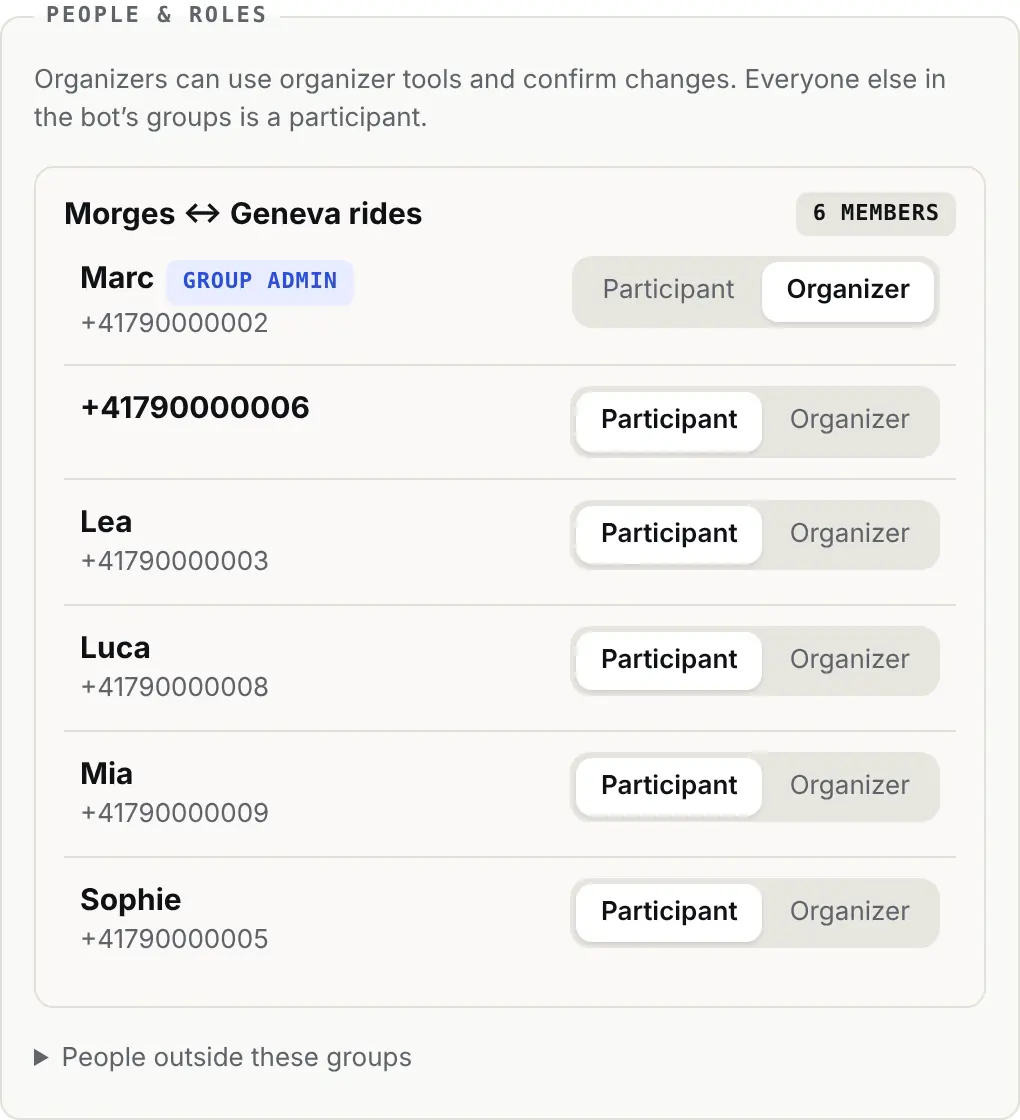 PEOPLE & ROLES
Organizers can use organizer tools and confirm changes. Everyone else in
the bot’s groups is a participant.
Morges ↔ Geneva rides
6 MEMBERS
Marc GROUP ADMIN
+41790000002
Participant Organizer
+41790000006
Participant Organizer
Lea
+41790000003
Participant Organizer
Luca
+41790000008
Participant Organizer
Mia
+41790000009
Participant Organizer
Sophie
+41790000005
Participant Organizer
▶ People outside these groups